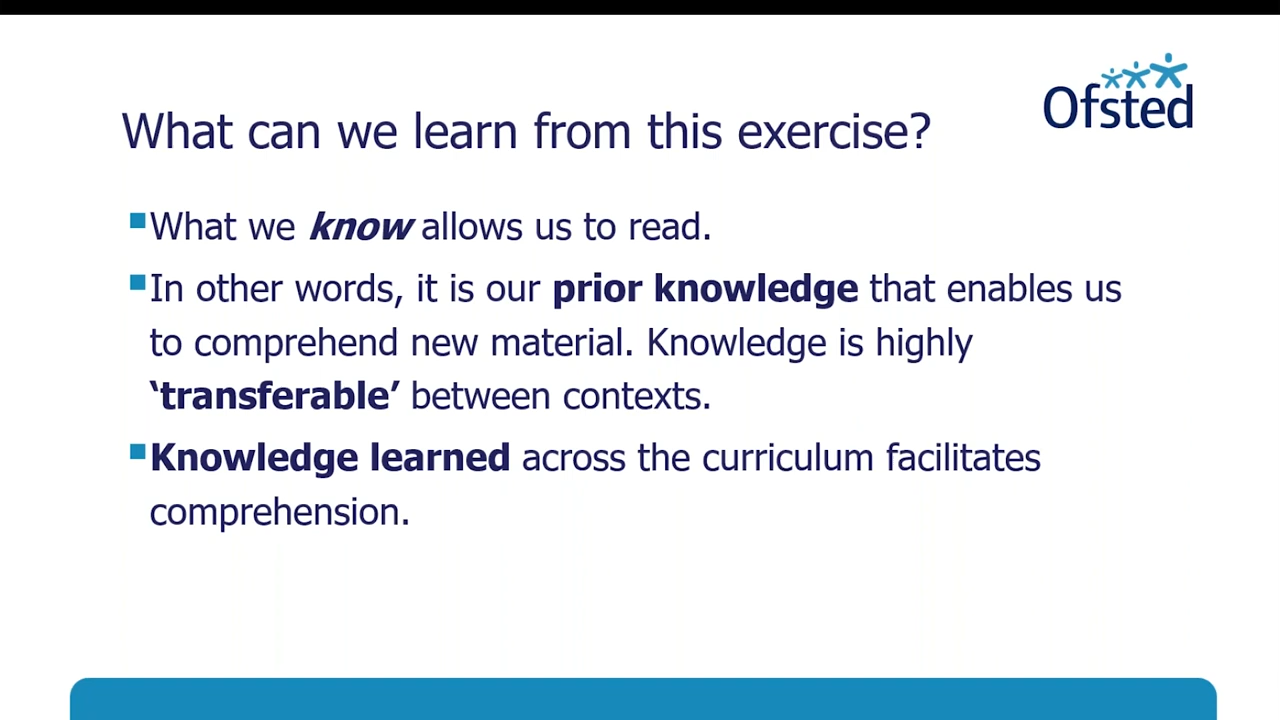 Ofsted
What can we learn from this exercise?
What we know allows us to read.
In other words, it is our prior knowledge that enables us
to comprehend new material. Knowledge is highly
‘transferable’ between contexts.
Knowledge learned across the curriculum facilitates
comprehension.